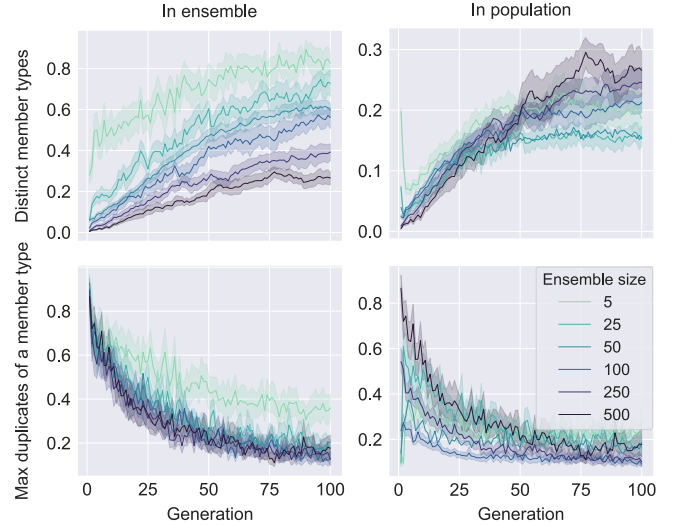 In ensemble
In population
Distinct member types
0.8
0.6
0.4
0.2
0.0
0.3
0.2
0.1
0.0
Max duplicates of a member type
0.8
0.6
0.4
0.2
0.8
0.6
0.4
0.2
Ensemble size
5
25
50
100
250
500
0 25 50 75 100
0 25 50 75 100
Generation
Generation